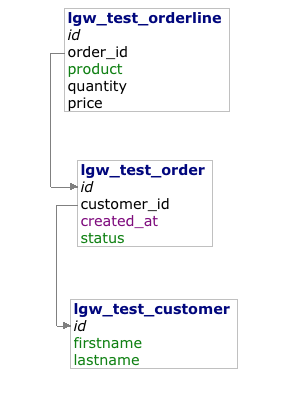 lgw_test_orderline
id
order_id
product
quantity
price
lgw_test_order
id
customer_id
created_at
status
lgw_test_customer
id
firstname
lastname